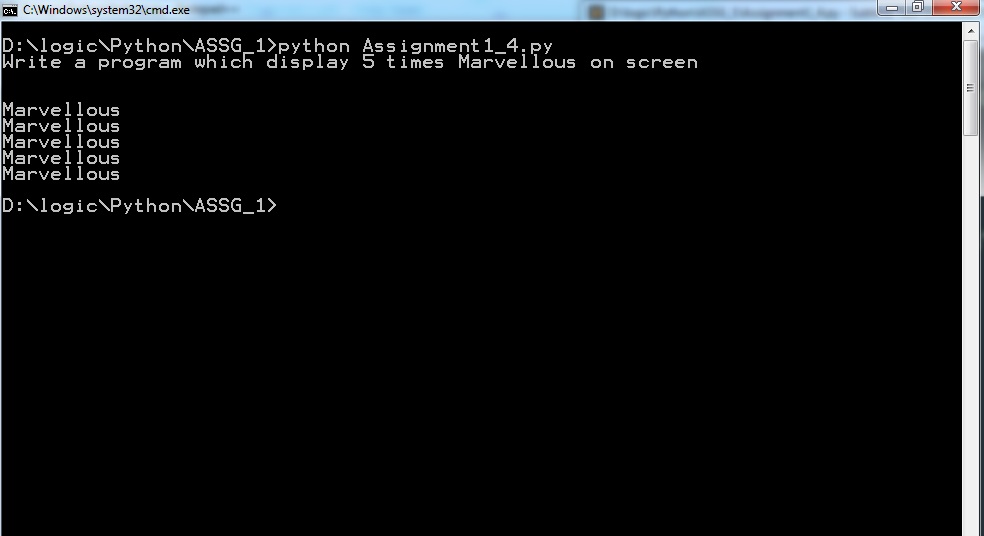 C:\Windows\system32\cmd.exe
D:\logic\Python\ASSG_1>python Assignment1_4.py
Write a program which display 5 times Marvellous on screen
Marvellous
Marvellous
Marvellous
Marvellous
Marvellous
D:\logic\Python\ASSG_1>